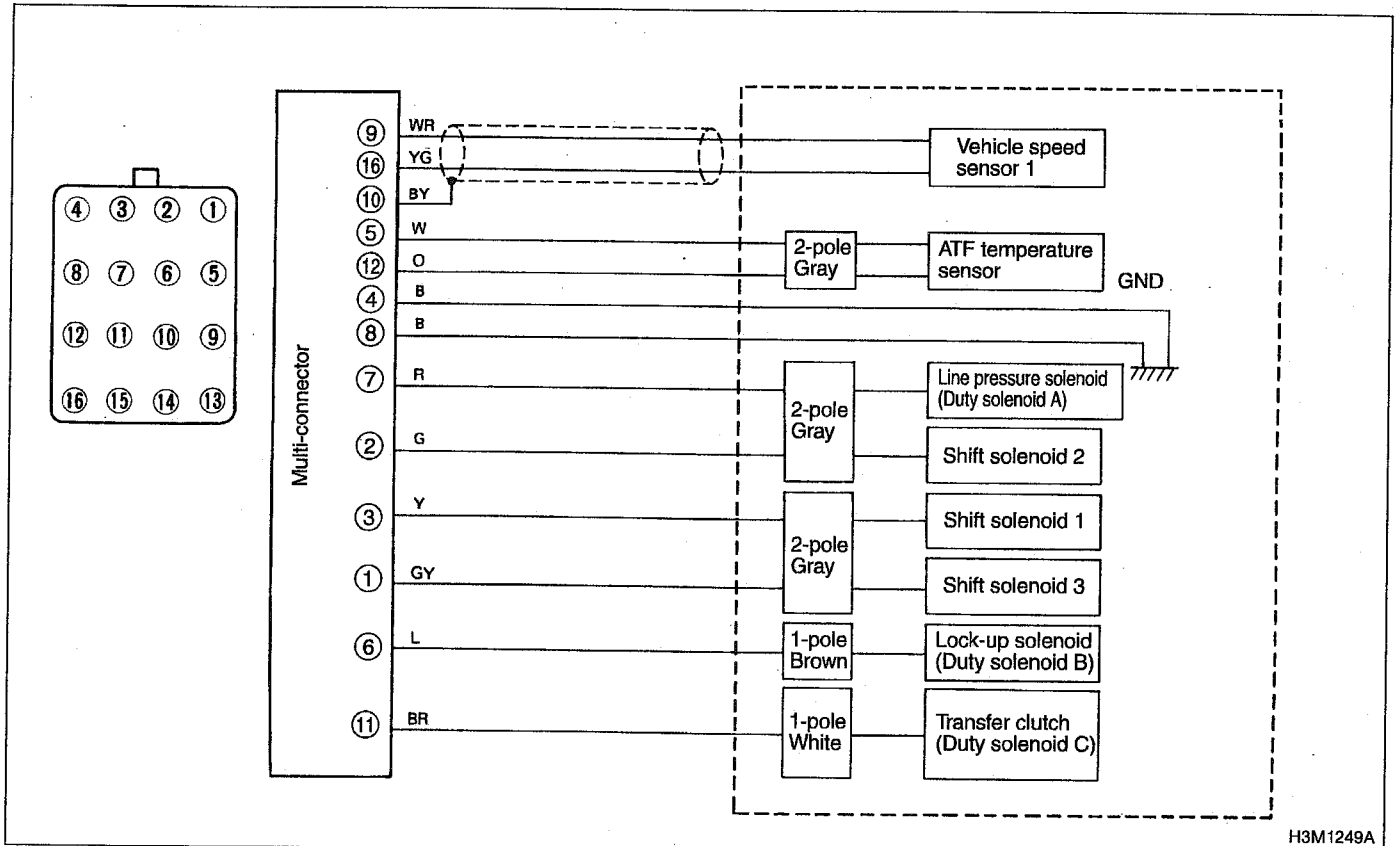 ④ ③ ② ①
⑧ ⑦ ⑥ ⑤
⑫ ⑪ ⑩ ⑨
⑯ ⑮ ⑭ ⑬
Multi-connector
⑨ WR
⑯ YG
⑩ BY
⑤ W
⑫ O
④ B
⑧ B
⑦ R
② G
③ Y
① GY
⑥ L
⑪ BR
Vehicle speed
sensor 1
2-pole
Gray
ATF temperature
sensor
GND
2-pole
Gray
Line pressure solenoid
(Duty solenoid A)
Shift solenoid 2
2-pole
Gray
Shift solenoid 1
Shift solenoid 3
1-pole
Brown
Lock-up solenoid
(Duty solenoid B)
1-pole
White
Transfer clutch
(Duty solenoid C)
H3M1249A